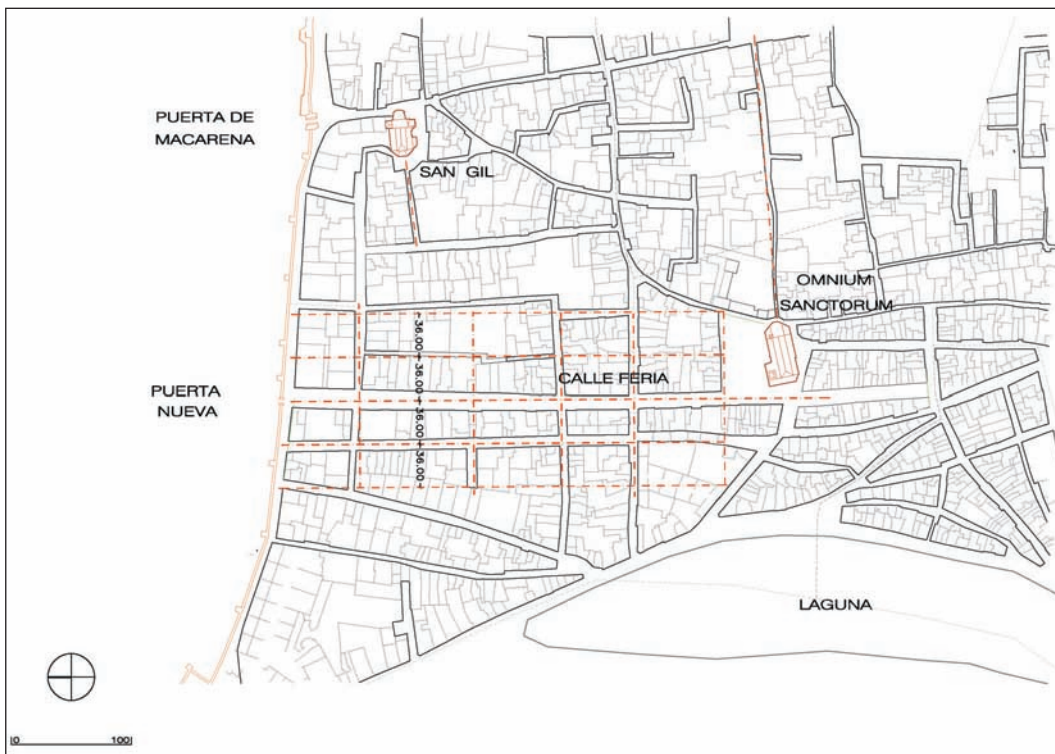 PUERTA DE
MACARENA
SAN GIL
OMNIUM
SANCTORUM
CALLE FERIA
PUERTA
NUEVA
36.00
36.00
36.00
36.00
LAGUNA
0 100